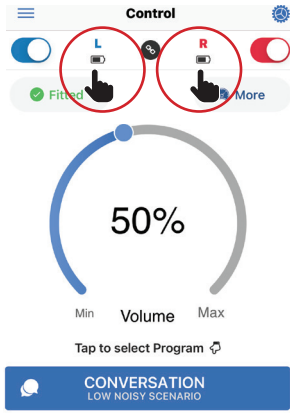 Control
L R
Fitted More
50%
Min Volume Max
Tap to select Program
CONVERSATION
LOW NOISY SCENARIO